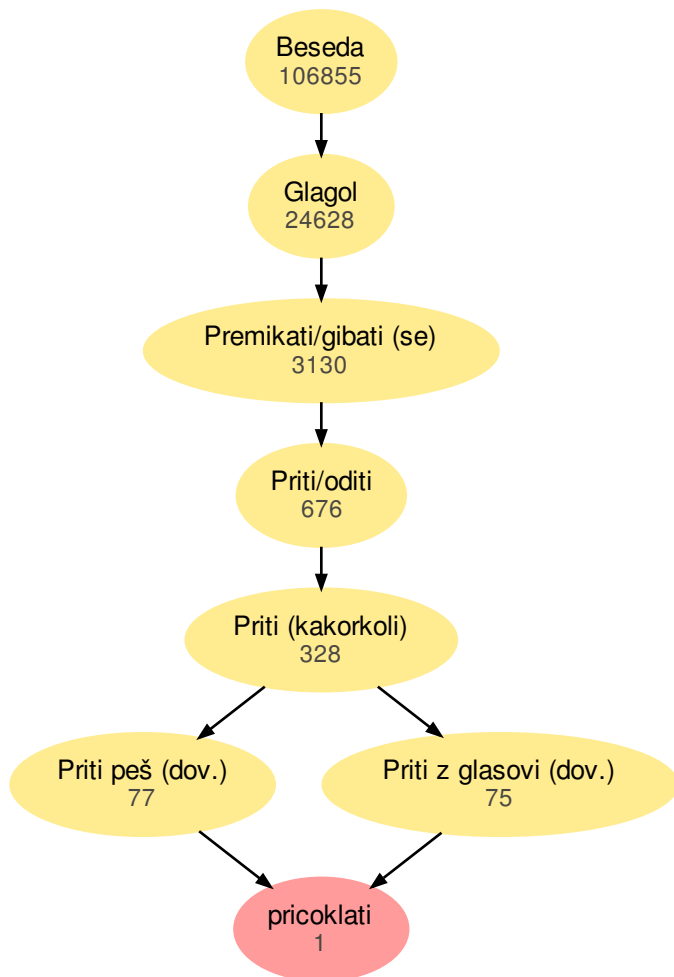 Beseda
106855
Glagol
24628
Premikati/gibati (se)
3130
Priti/oditi
676
Priti (kakorkoli)
328
Priti peš (dov.)
77
Priti z glasovi (dov.)
75
pricoklati
1